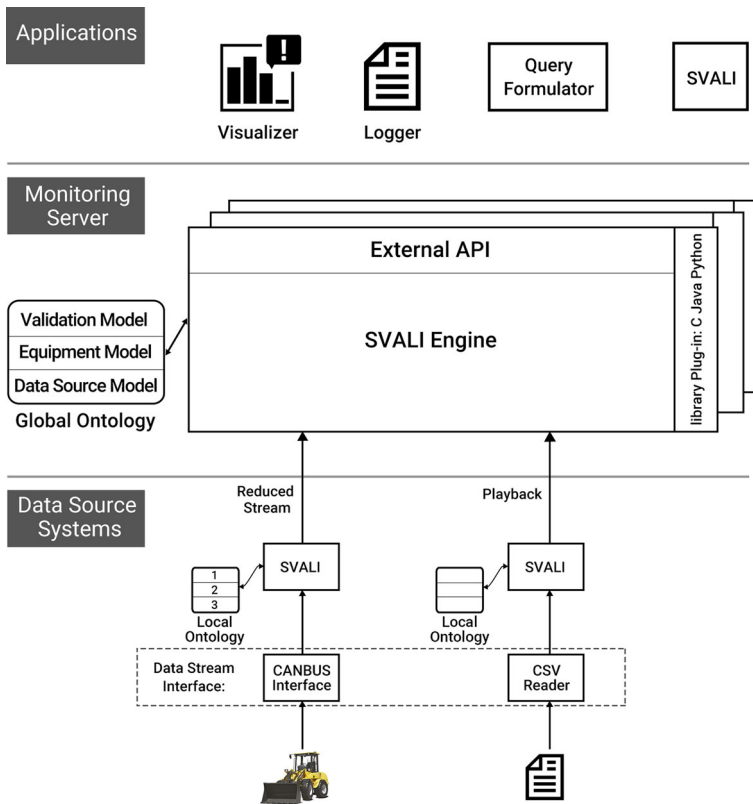 Applications
Visualizer
Logger
Query
Formulator
SVALI
Monitoring
Server
External API
SVALI Engine
library Plug-in: C Java Python
Validation Model
Equipment Model
Data Source Model
Global Ontology
Data Source
Systems
Reduced
Stream
Playback
SVALI
1
2
3
Local
Ontology
SVALI
Local
Ontology
Data Stream
Interface:
CANBUS
Interface
CSV
Reader